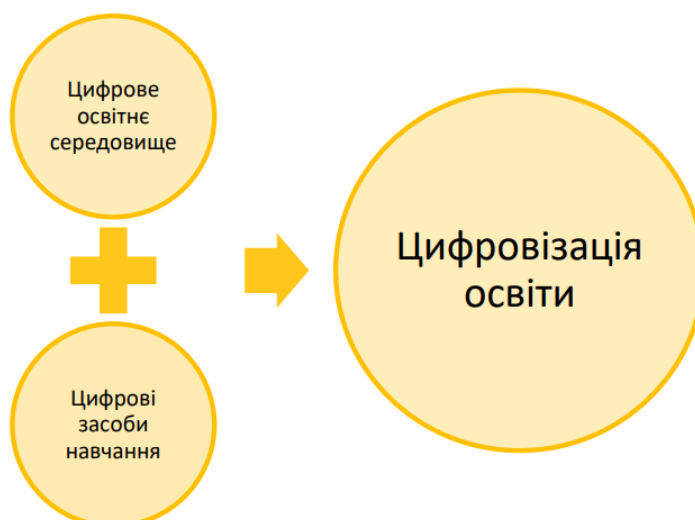 Цифрове
освітнє
середовище
Цифрові
засоби
навчання
Цифровізація
освіти